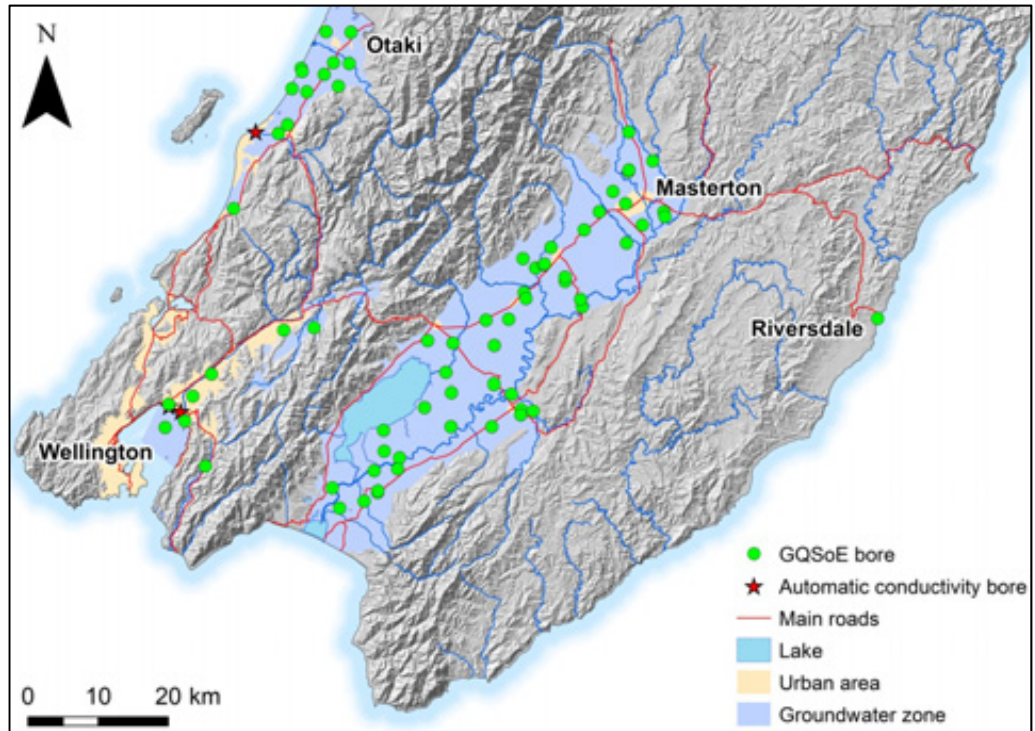 N
Otaki
Masterton
Riversdale
Wellington
GQSoE bore
Automatic conductivity bore
Main roads
Lake
Urban area
Groundwater zone
0 10 20 km